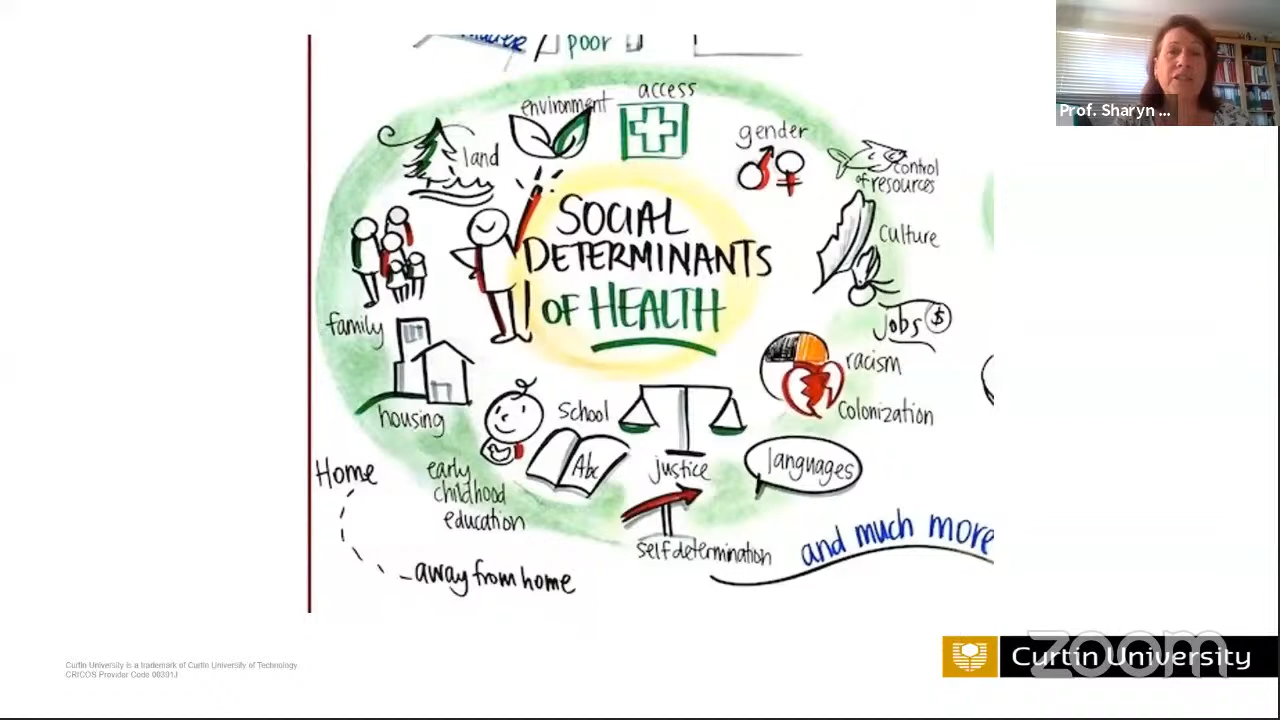 poor
environment
access
land
gender
control
of resources
SOCIAL
DETERMINANTS
OF HEALTH
culture
family
jobs $
racism
colonization
housing
school
Abc
justice
languages
Home
early
childhood
education
self determination
and much more
away from home
Prof. Sharyn ...
Curtin University is a trademark of Curtin University of Technology
CRICOS Provider Code 00301J
zoom
Curtin University